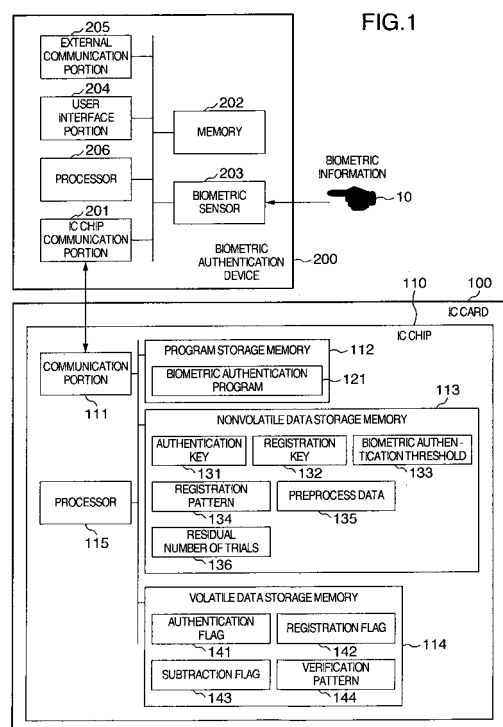 FIG.1
205
EXTERNAL
COMMUNICATION
PORTION
204
USER
INTERFACE
PORTION
206
PROCESSOR
201
IC CHIP
COMMUNICATION
PORTION
202
MEMORY
203
BIOMETRIC
SENSOR
BIOMETRIC
INFORMATION
10
BIOMETRIC
AUTHENTICATION
DEVICE
200
100
IC CARD
110
IC CHIP
COMMUNICATION
PORTION
111
PROGRAM STORAGE MEMORY
112
BIOMETRIC AUTHENTICATION
PROGRAM
121
113
NONVOLATILE DATA STORAGE MEMORY
AUTHENTICATION
KEY
131
REGISTRATION
KEY
132
BIOMETRIC AUTHEN-
TICATION THRESHOLD
133
PROCESSOR
115
REGISTRATION
PATTERN
134
PREPROCESS DATA
135
RESIDUAL
NUMBER OF TRIALS
136
VOLATILE DATA STORAGE MEMORY
AUTHENTICATION
FLAG
141
REGISTRATION FLAG
142
114
SUBTRACTION FLAG
143
VERIFICATION
PATTERN
144